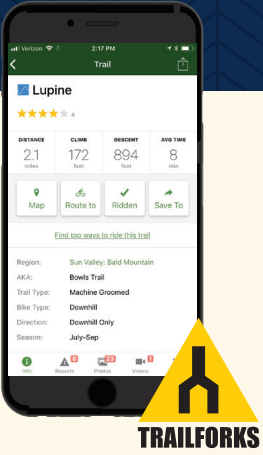 Verizon 2:17 PM
Trail
Lupine
4
DISTANCE CLIMB DESCENT AVG TIME
2.1 172 894 8
miles feet feet min
Map Route to Ridden Save To
Find top ways to ride this trail
Region: Sun Valley: Bald Mountain
AKA: Bowls Trail
Trail Type: Machine Groomed
Bike Type: Downhill
Direction: Downhill Only
Season: July-Sep
Info Reports Photos Videos
TRAILFORKS